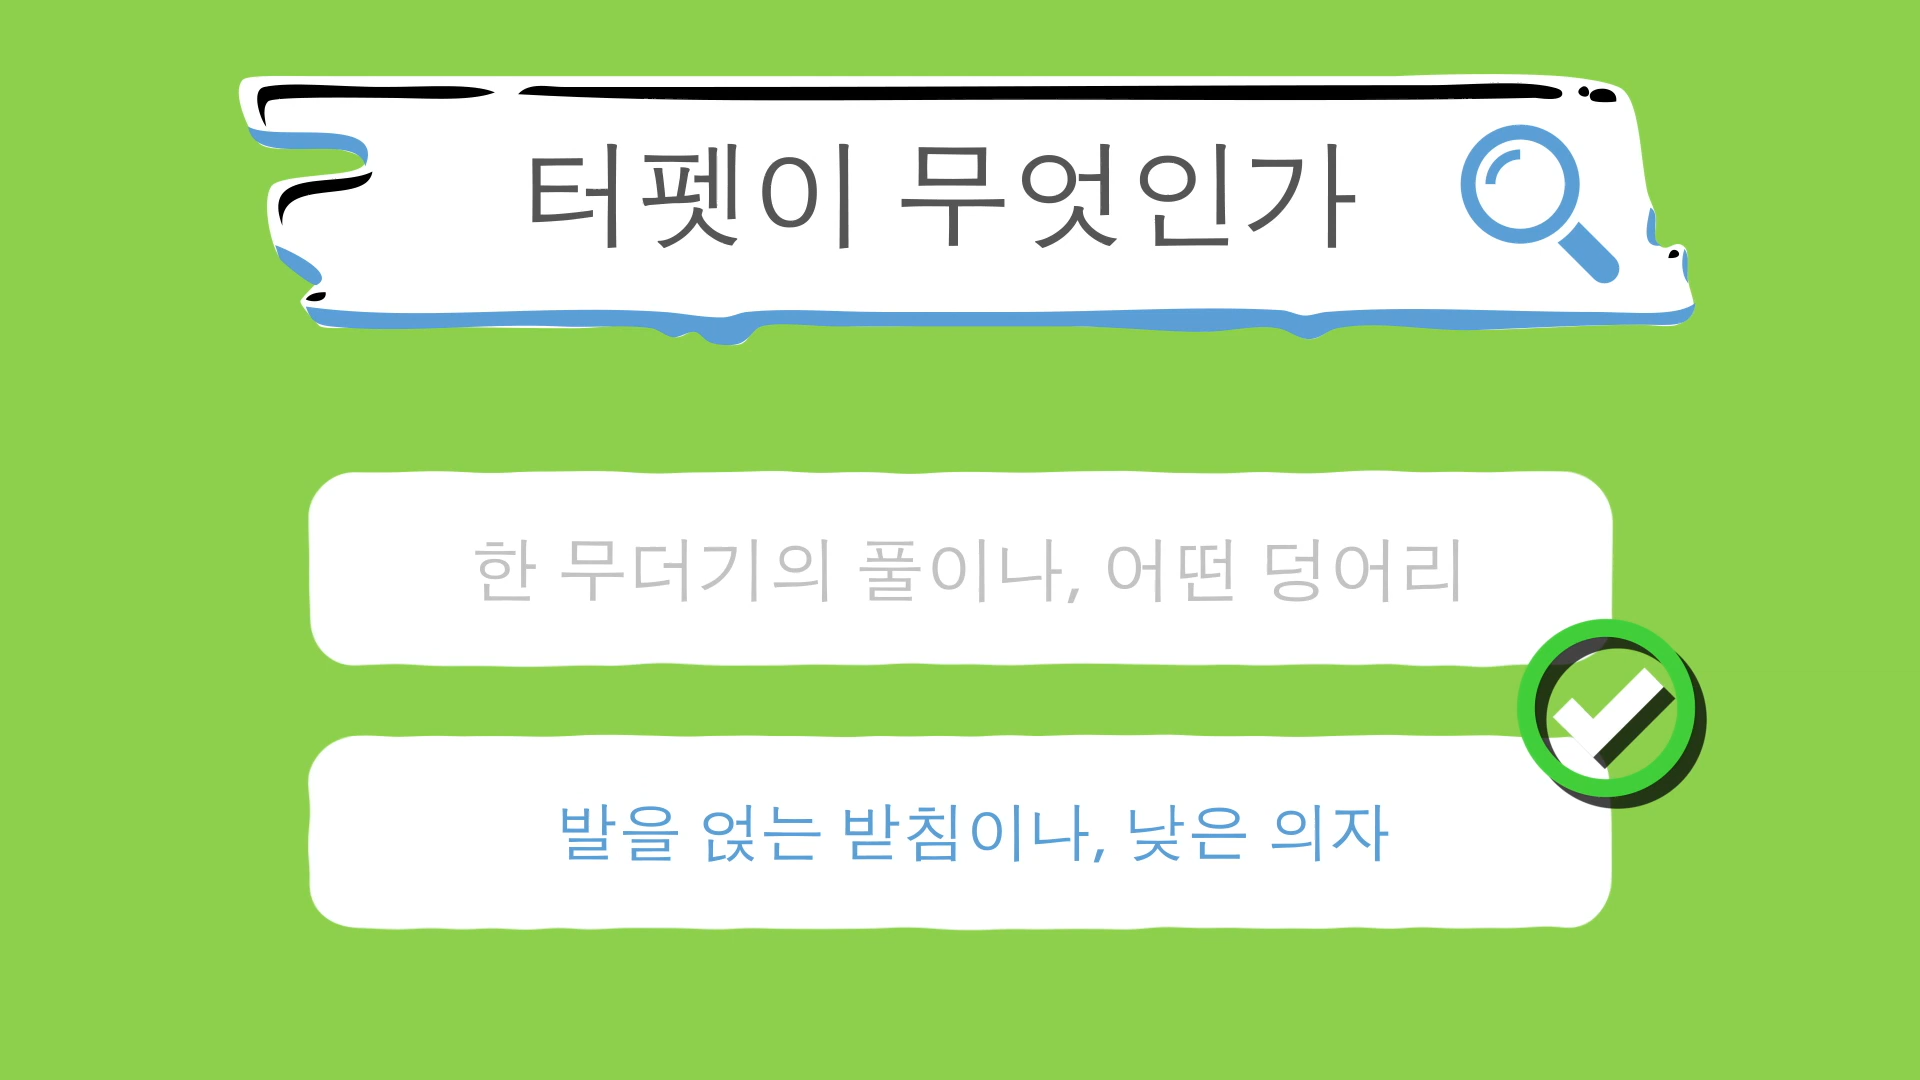 터펫이 무엇인가
한 무더기의 풀이나, 어떤 덩어리
발을 얹는 받침이나, 낮은 의자